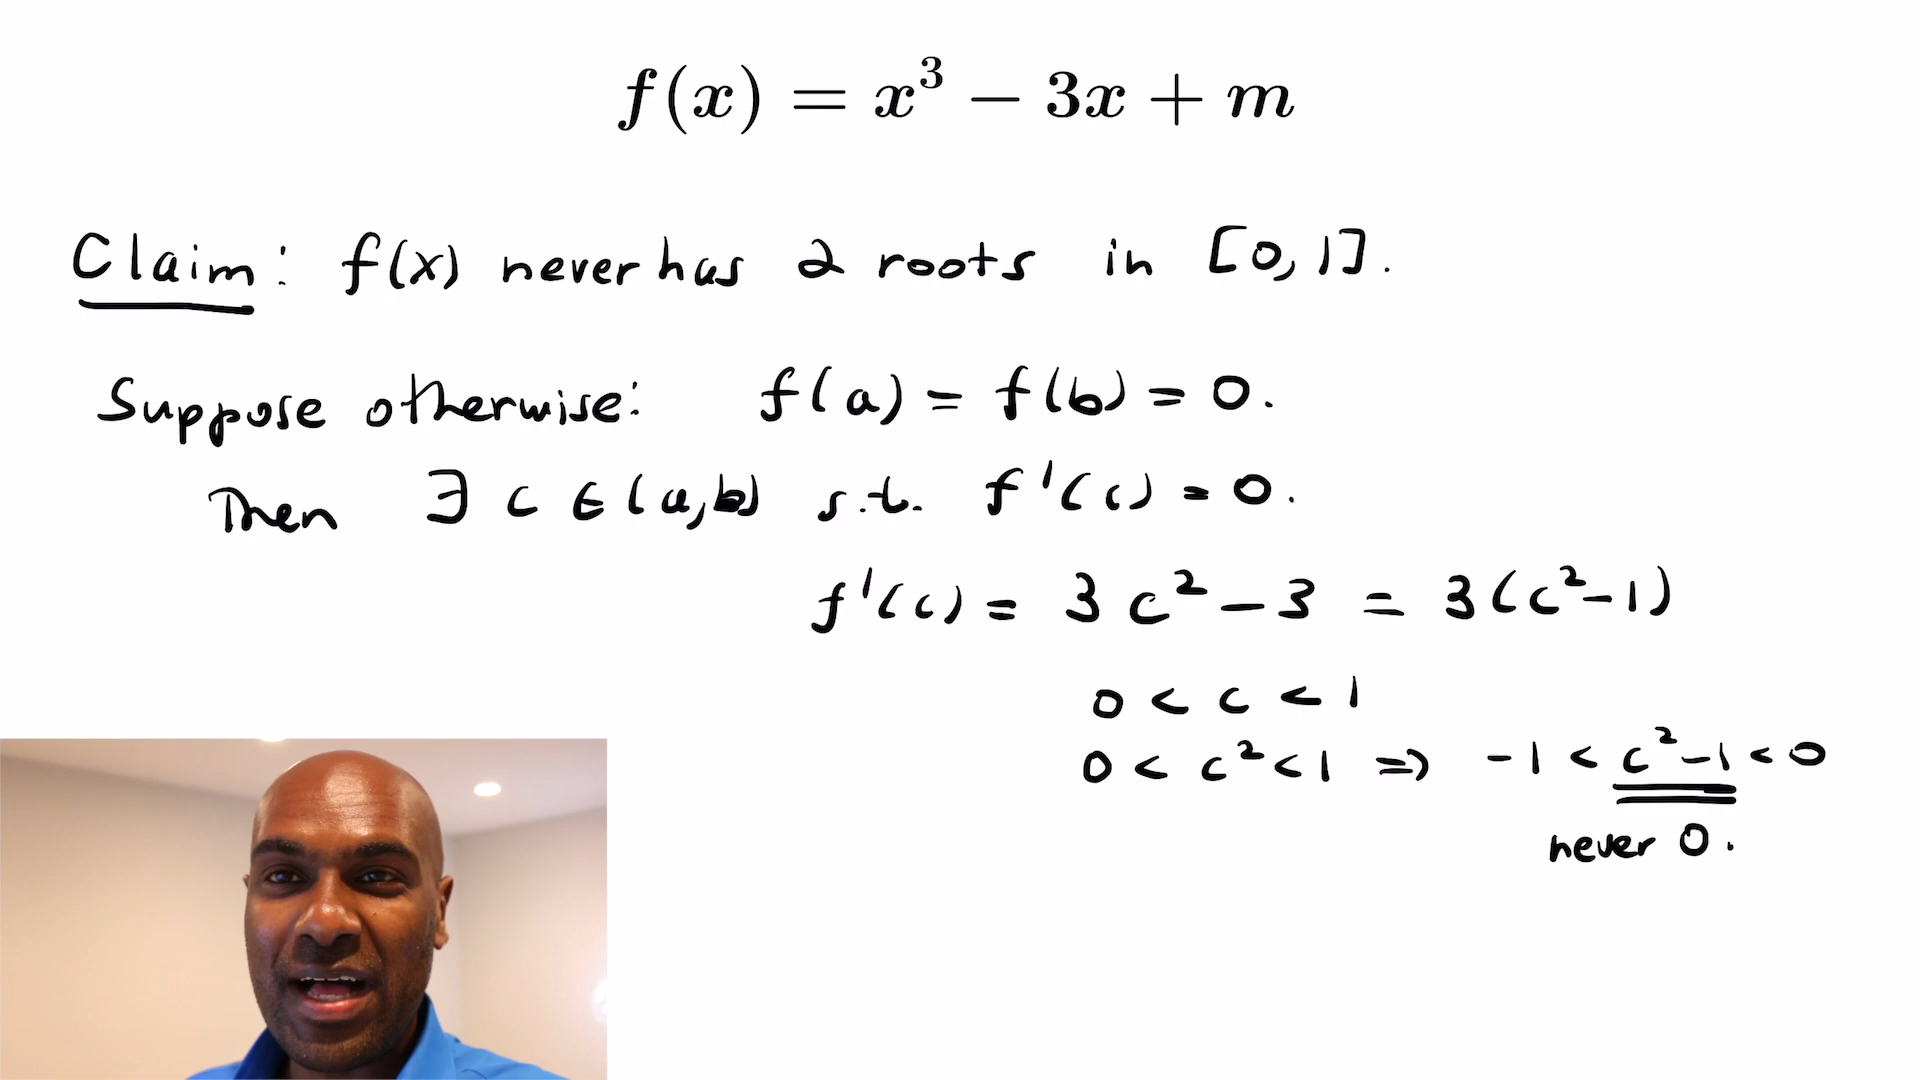 f(x) = x³ − 3x + m
Claim: f(x) never has 2 roots in [0,1].
Suppose otherwise: f(a) = f(b) = 0.
Then ∃ c ∈ (a,b) s.t. f'(c) = 0.
f'(c) = 3c² − 3 = 3(c²−1)
0 < c < 1
0 < c² < 1 ⇒ −1 < c²−1 < 0
never 0.